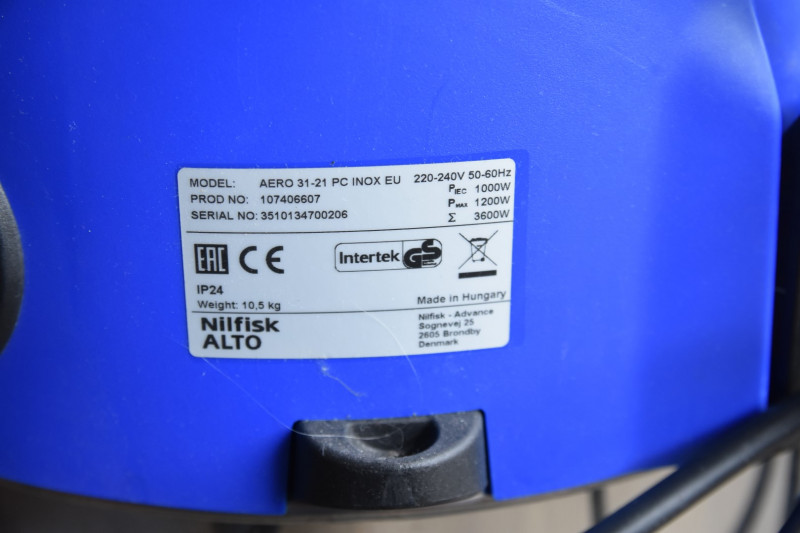 MODEL: AERO 31-21 PC INOX EU 220-240V 50-60Hz
PROD NO: 107406607 PIEC 1000W
PMAX 1200W
SERIAL NO: 3510134700206 Σ 3600W
EAC CE Intertek GS
IP24
Weight: 10,5 kg Made in Hungary
Nilfisk
ALTO
Nilfisk - Advance
Sognevej 25
2605 Brondby
Denmark